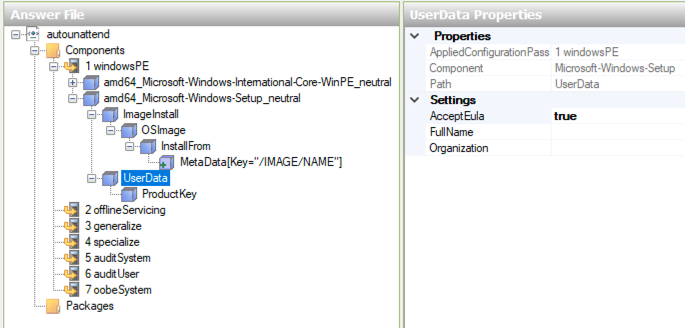 Answer File
autounattend
Components
1 windowsPE
amd64_Microsoft-Windows-International-Core-WinPE_neutral
amd64_Microsoft-Windows-Setup_neutral
ImageInstall
OSImage
InstallFrom
MetaData[Key="/IMAGE/NAME"]
UserData
ProductKey
2 offlineServicing
3 generalize
4 specialize
5 auditSystem
6 auditUser
7 oobeSystem
Packages
UserData Properties
Properties
AppliedConfigurationPass 1 windowsPE
Component Microsoft-Windows-Setup
Path UserData
Settings
AcceptEula true
FullName
Organization